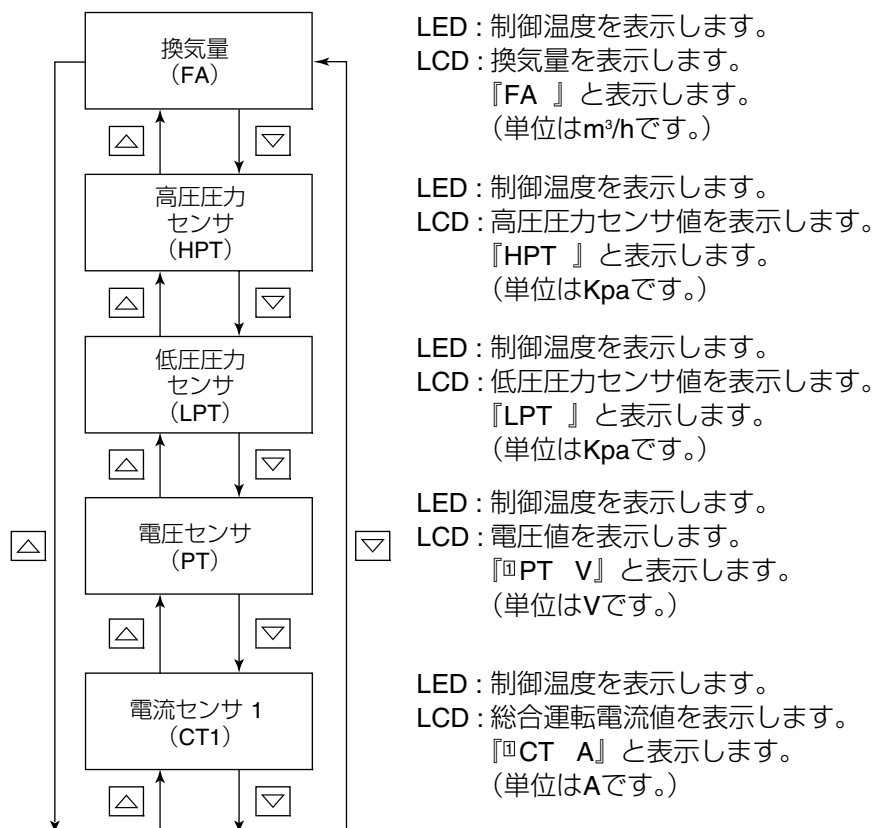 換気量
（FA）
LED : 制御温度を表示します。
LCD : 換気量を表示します。
『FA 』と表示します。
（単位はm³/hです。）
△ ▽
高圧圧力
センサ
（HPT）
LED : 制御温度を表示します。
LCD : 高圧圧力センサ値を表示します。
『HPT 』と表示します。
（単位はKpaです。）
△ ▽
低圧圧力
センサ
（LPT）
LED : 制御温度を表示します。
LCD : 低圧圧力センサ値を表示します。
『LPT 』と表示します。
（単位はKpaです。）
△ ▽
電圧センサ
（PT）
LED : 制御温度を表示します。
LCD : 電圧値を表示します。
『1 PT V』と表示します。
（単位はVです。）
△ ▽
△ ▽
電流センサ 1
（CT1）
LED : 制御温度を表示します。
LCD : 総合運転電流値を表示します。
『1 CT A』と表示します。
（単位はAです。）
△ ▽